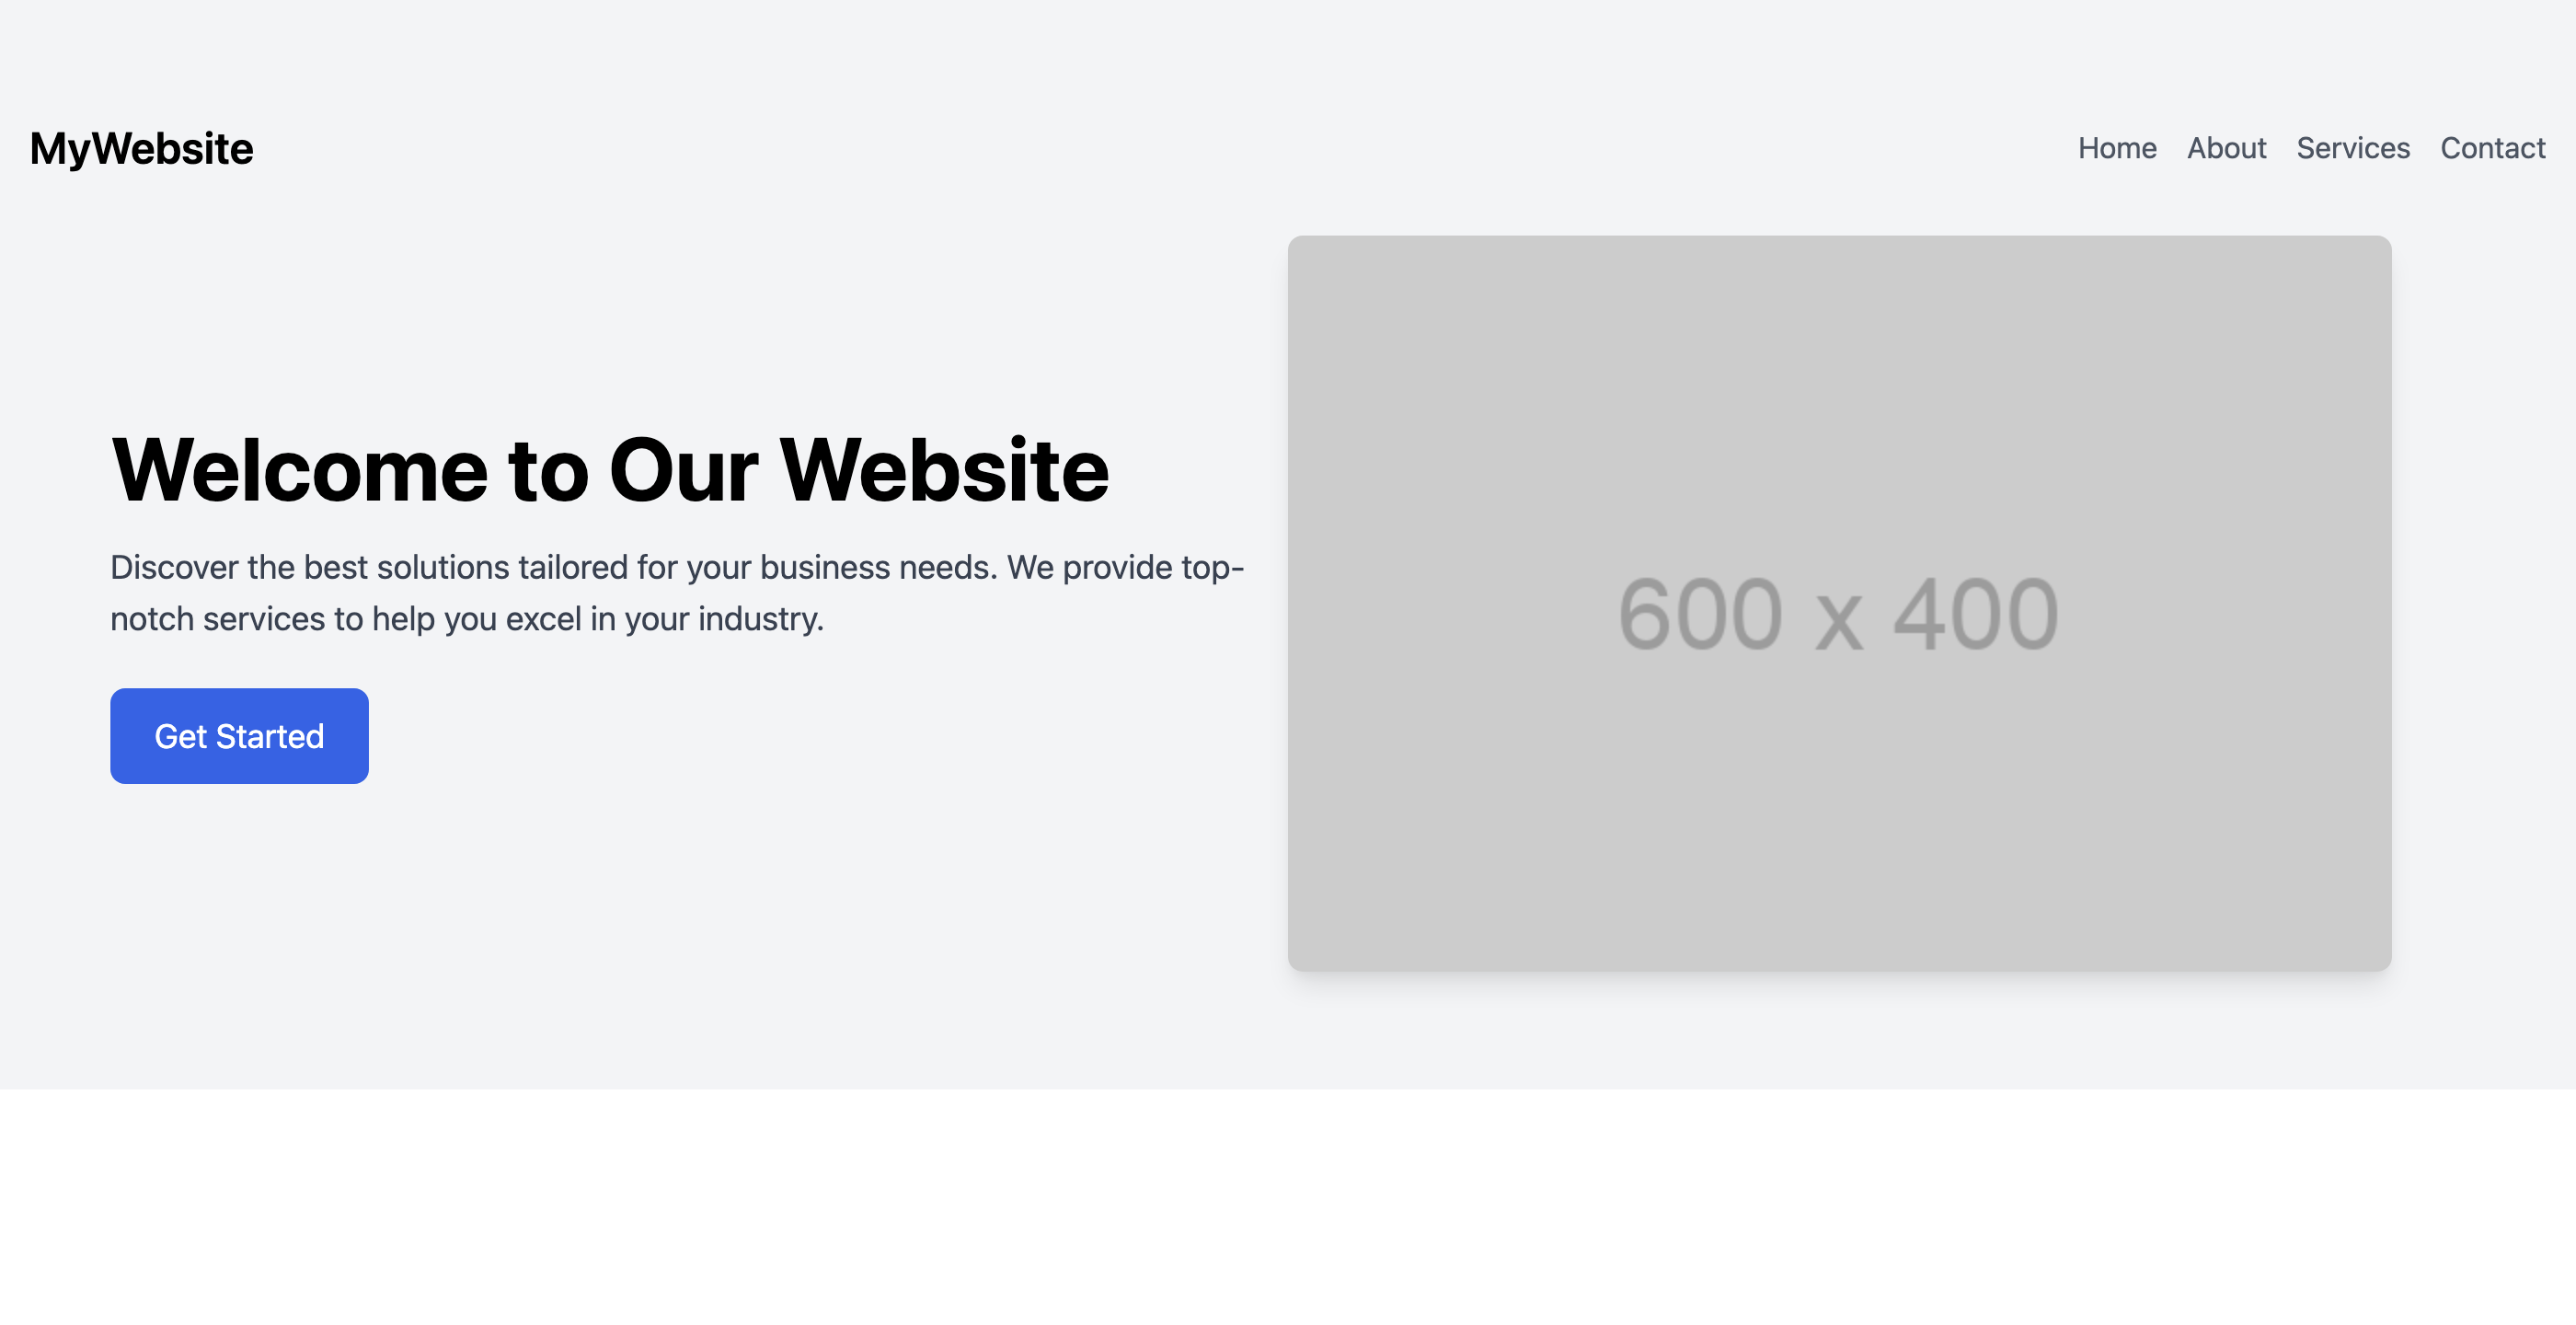 MyWebsite
Home About Services Contact
Welcome to Our Website
Discover the best solutions tailored for your business needs. We provide top-
notch services to help you excel in your industry.
Get Started
600 x 400